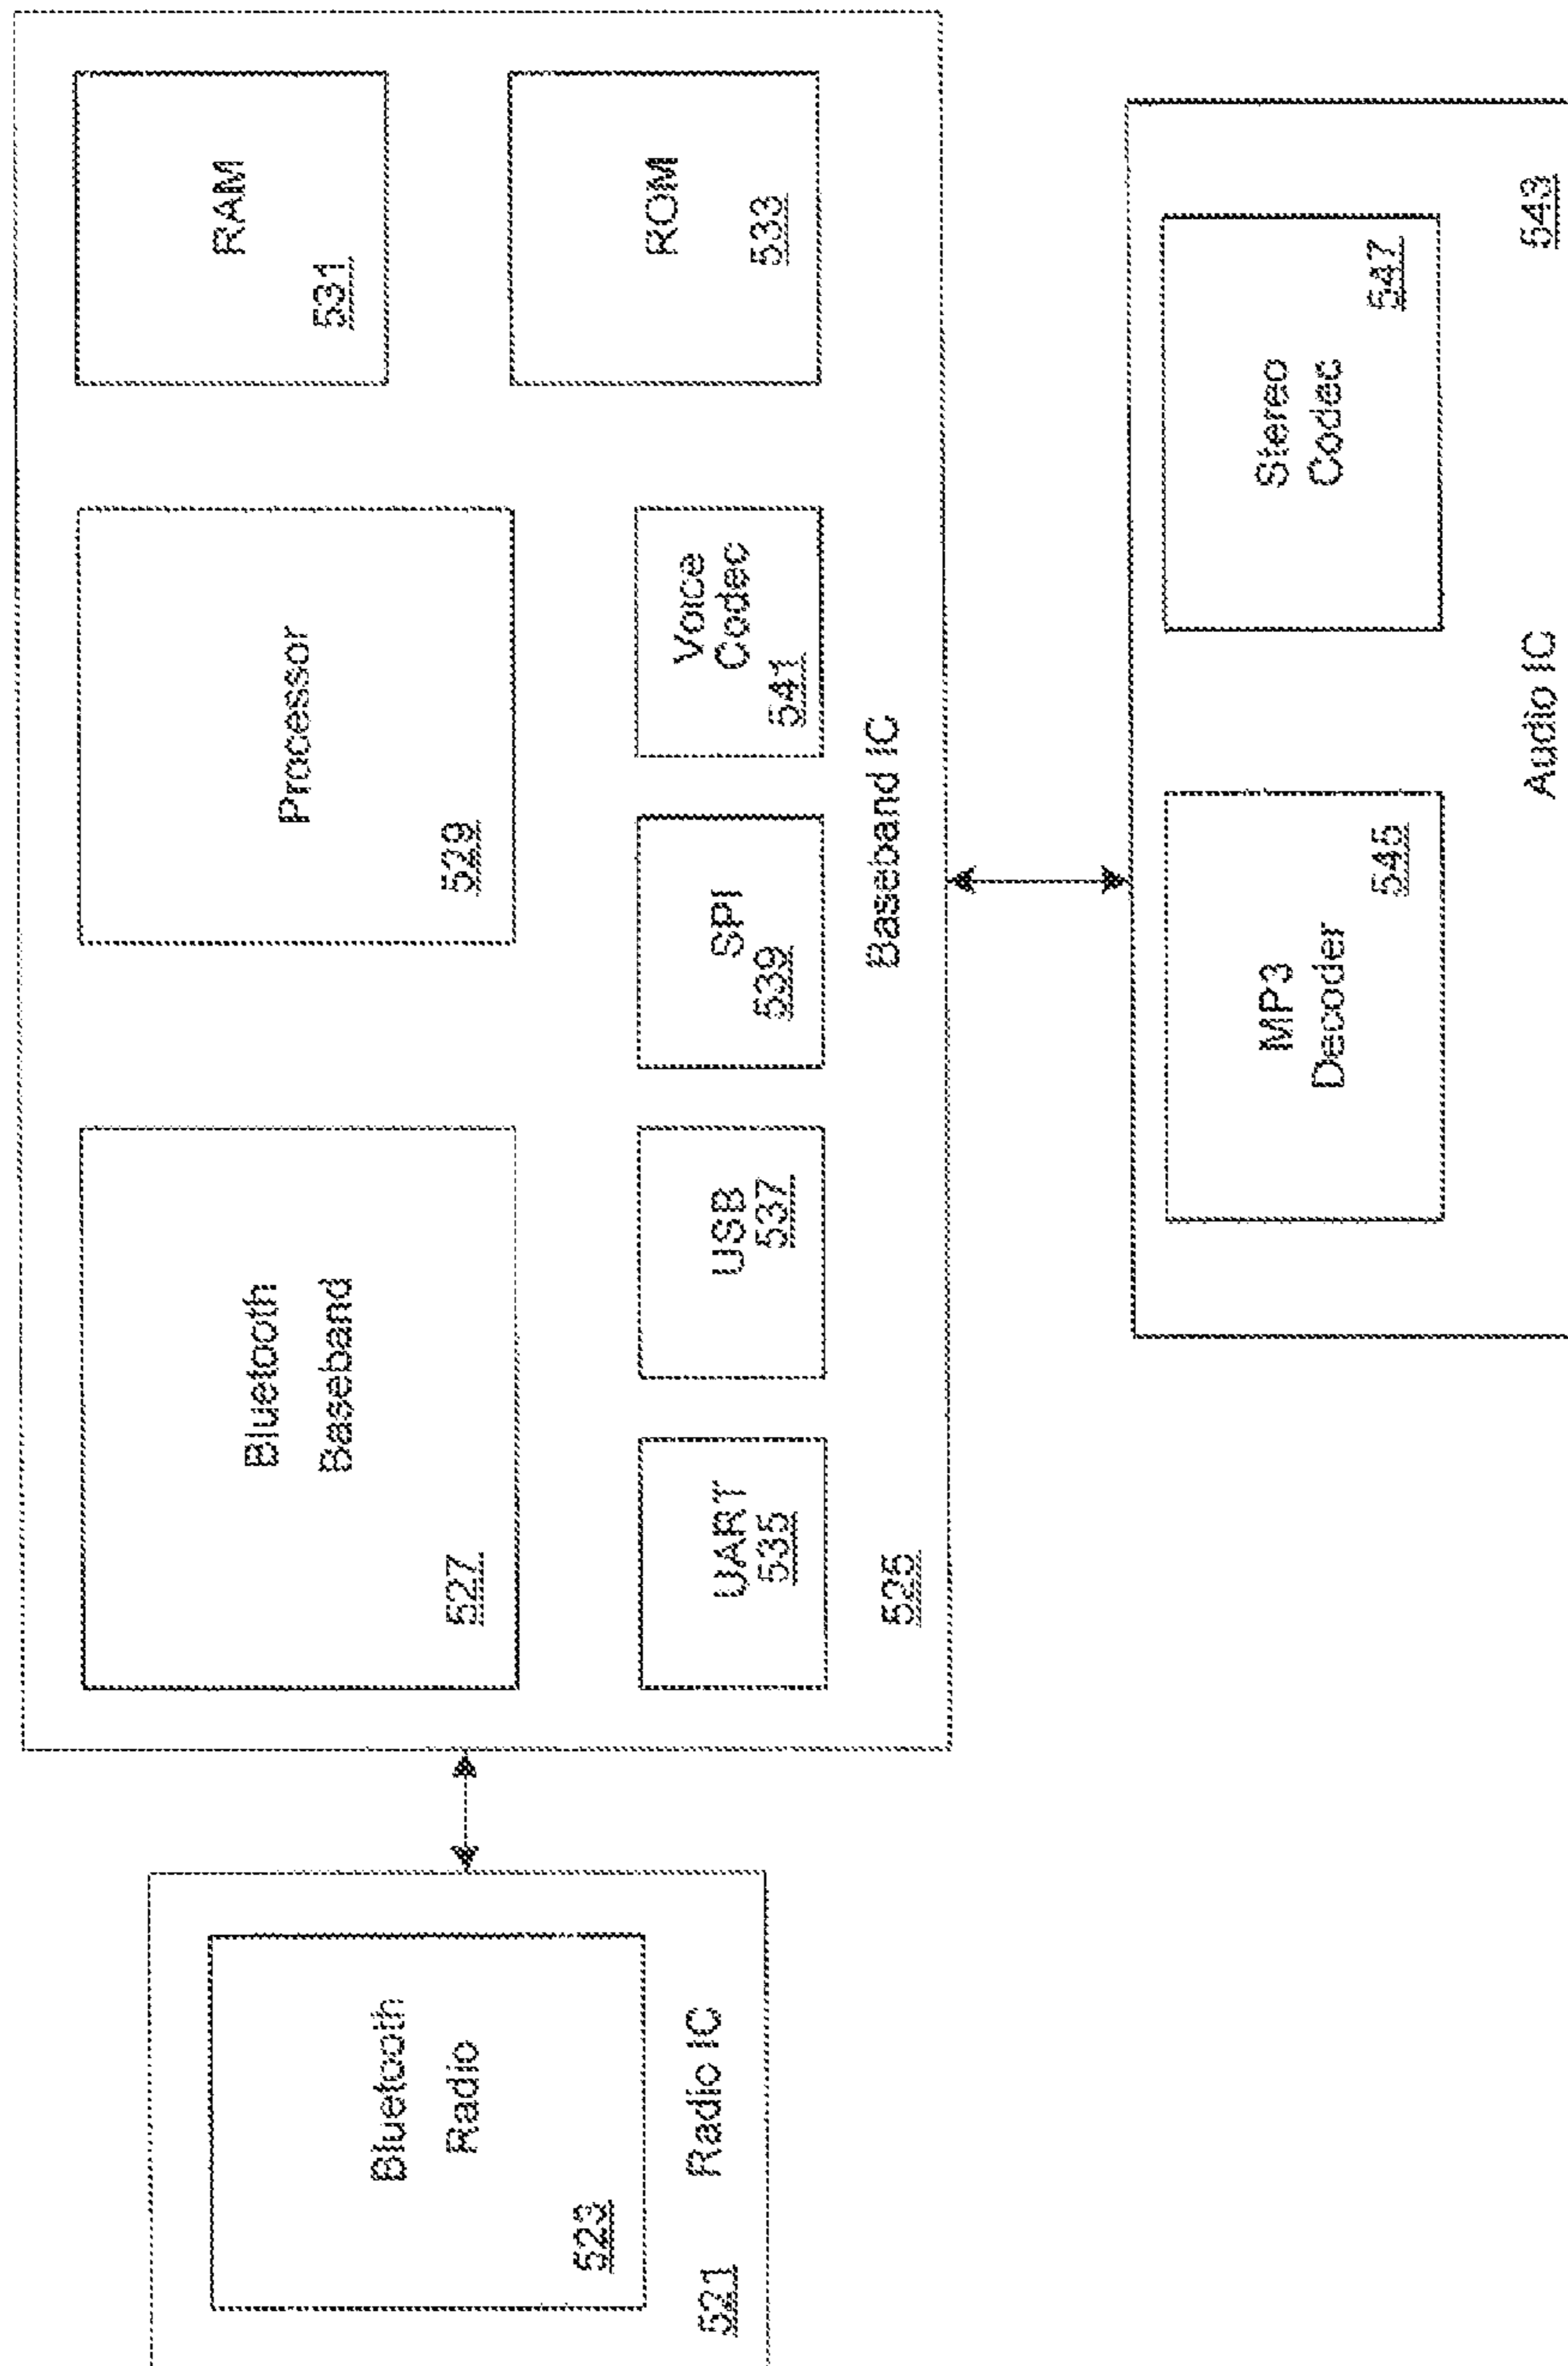 Bluetooth
Radio
523
Radio IC
521
Bluetooth
Baseband
527
Processor
529
RAM
531
ROM
533
UART
535
USB
537
SPI
539
Voice
Codec
541
Baseband IC
525
MP3
Decoder
545
Stereo
Codec
547
Audio IC
543